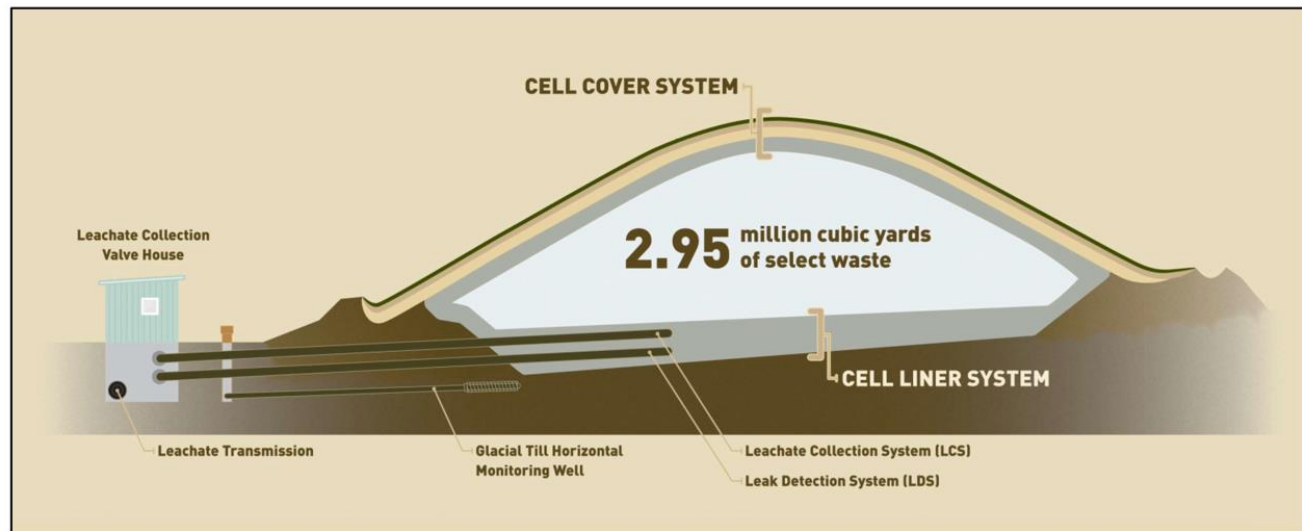 CELL COVER SYSTEM
Leachate Collection
Valve House
2.95 million cubic yards
of select waste
CELL LINER SYSTEM
Leachate Transmission
Glacial Till Horizontal
Monitoring Well
Leachate Collection System (LCS)
Leak Detection System (LDS)